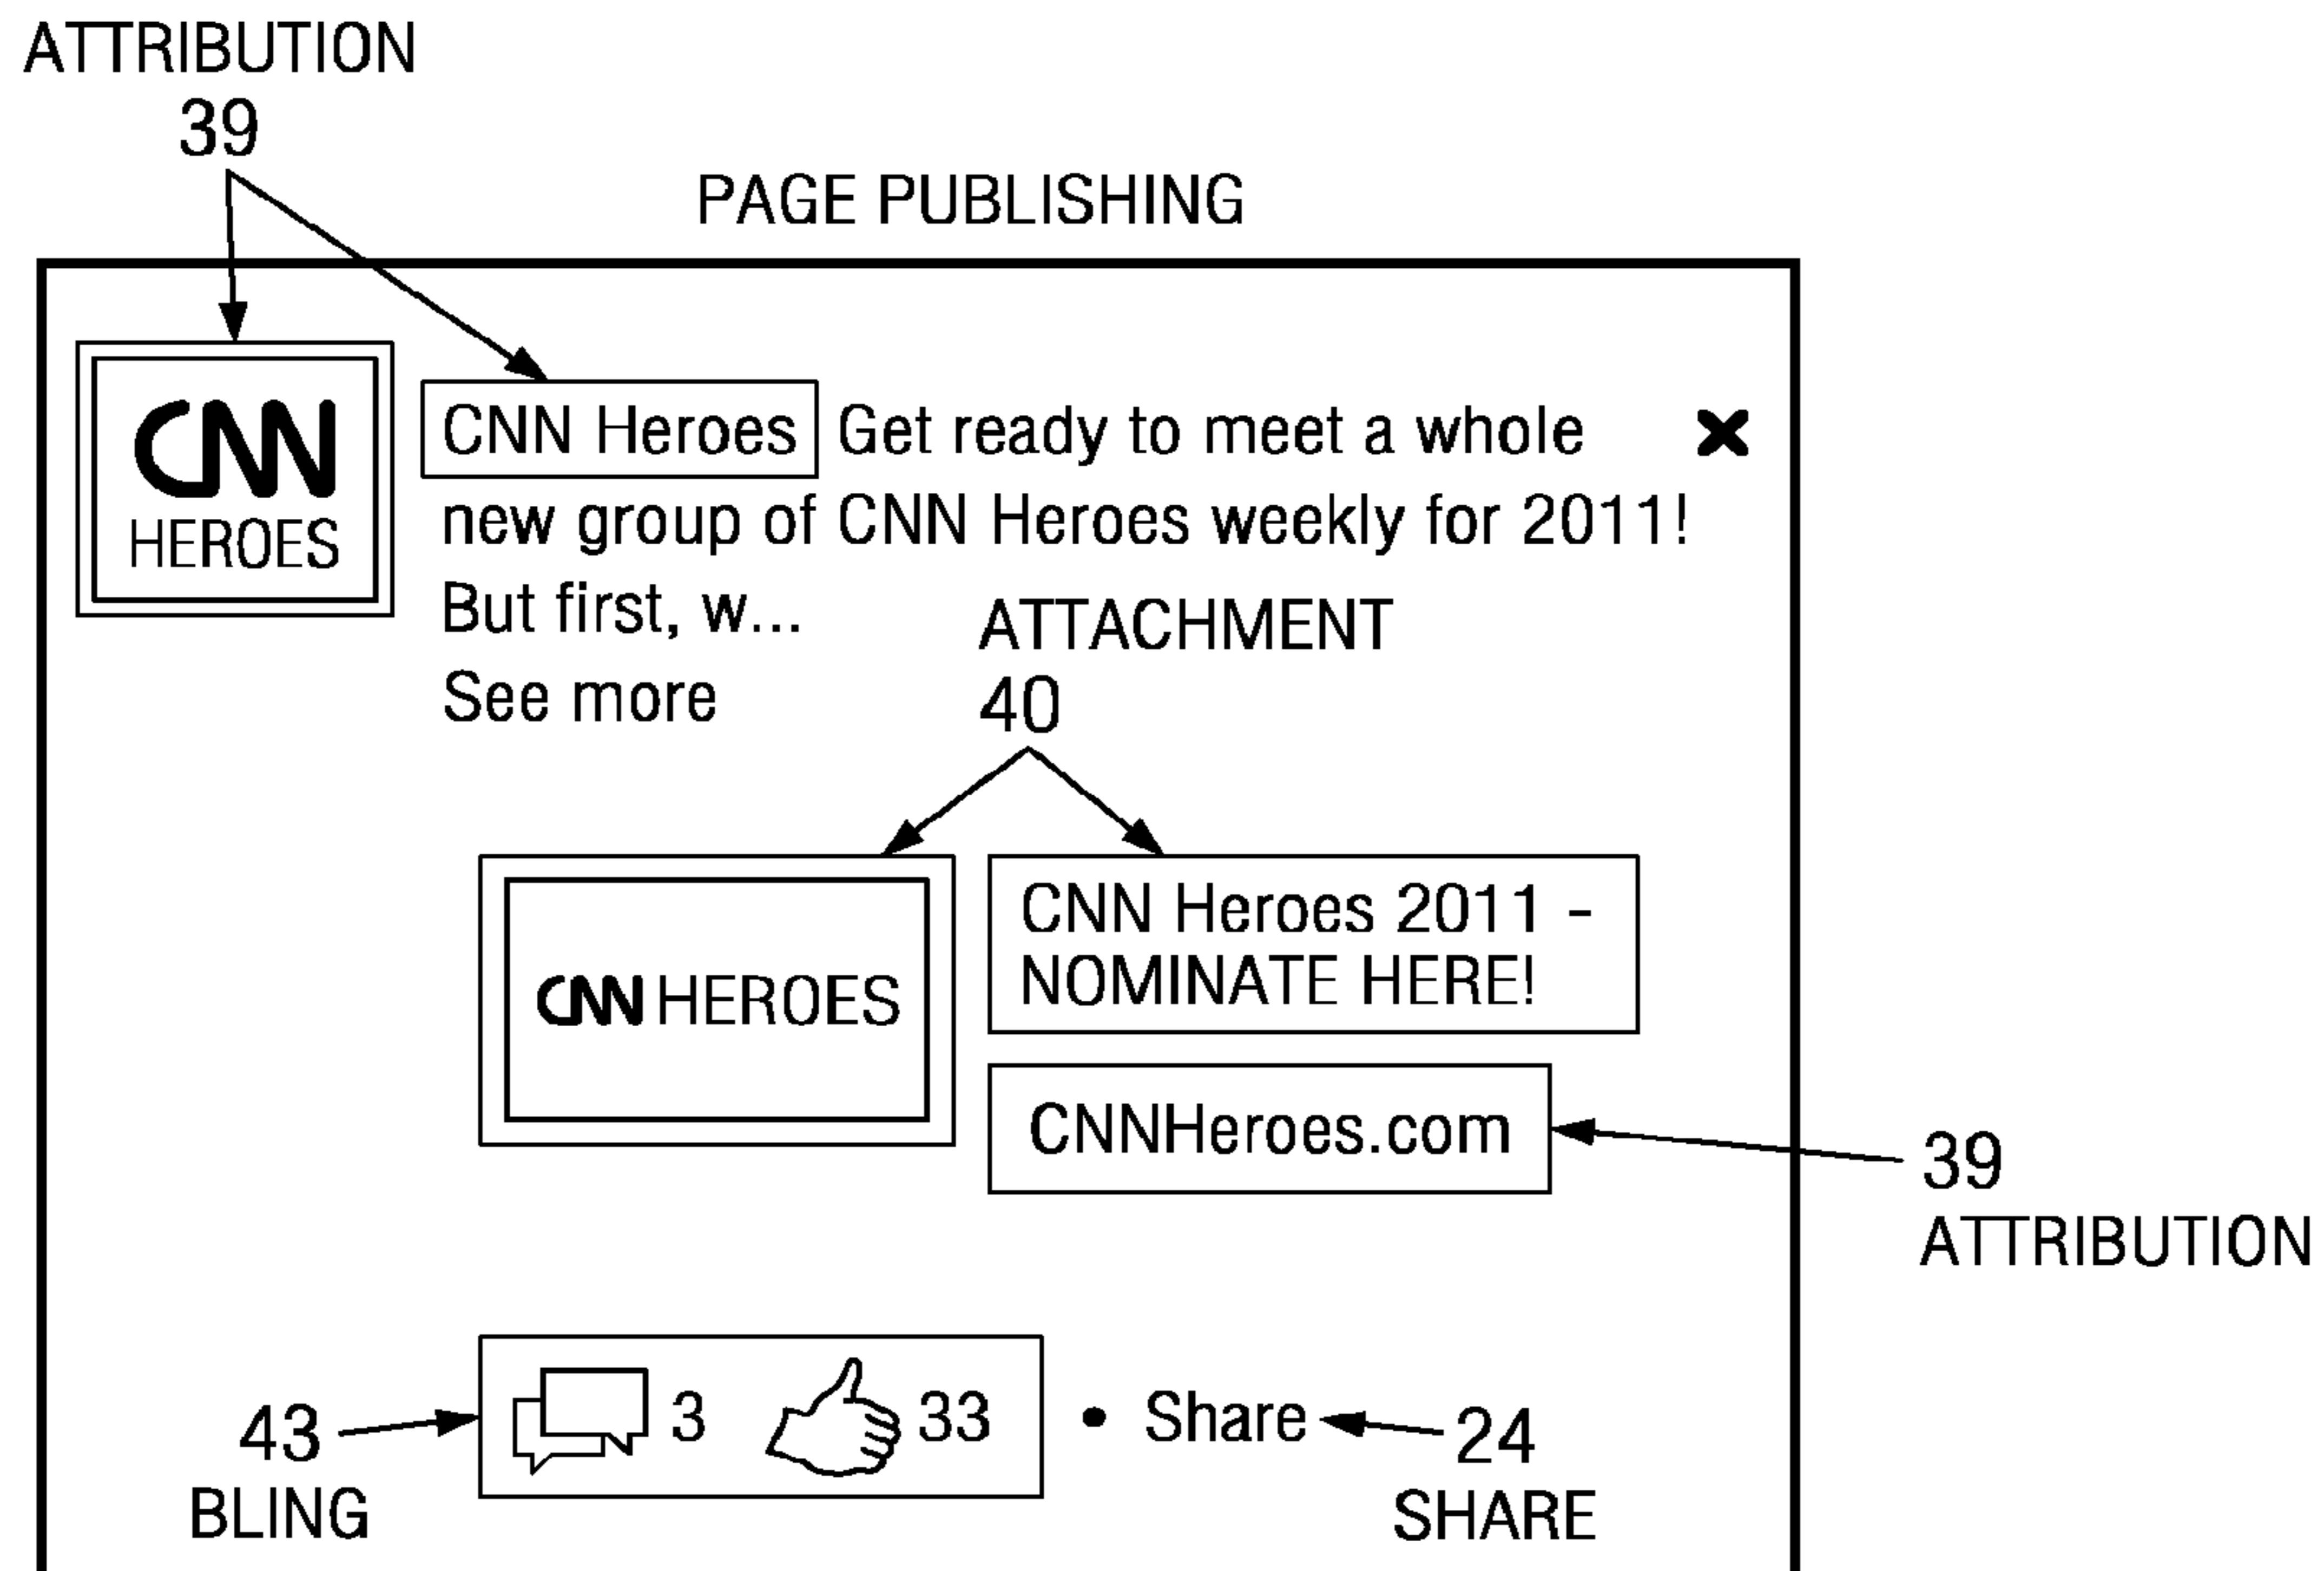 ATTRIBUTION
39
PAGE PUBLISHING
CNN
HEROES
CNN Heroes Get ready to meet a whole
new group of CNN Heroes weekly for 2011!
But first, w...
See more
ATTACHMENT
40
CNN HEROES
CNN Heroes 2011 -
NOMINATE HERE!
CNNHeroes.com
39
ATTRIBUTION
43
BLING
3 33 • Share
24
SHARE